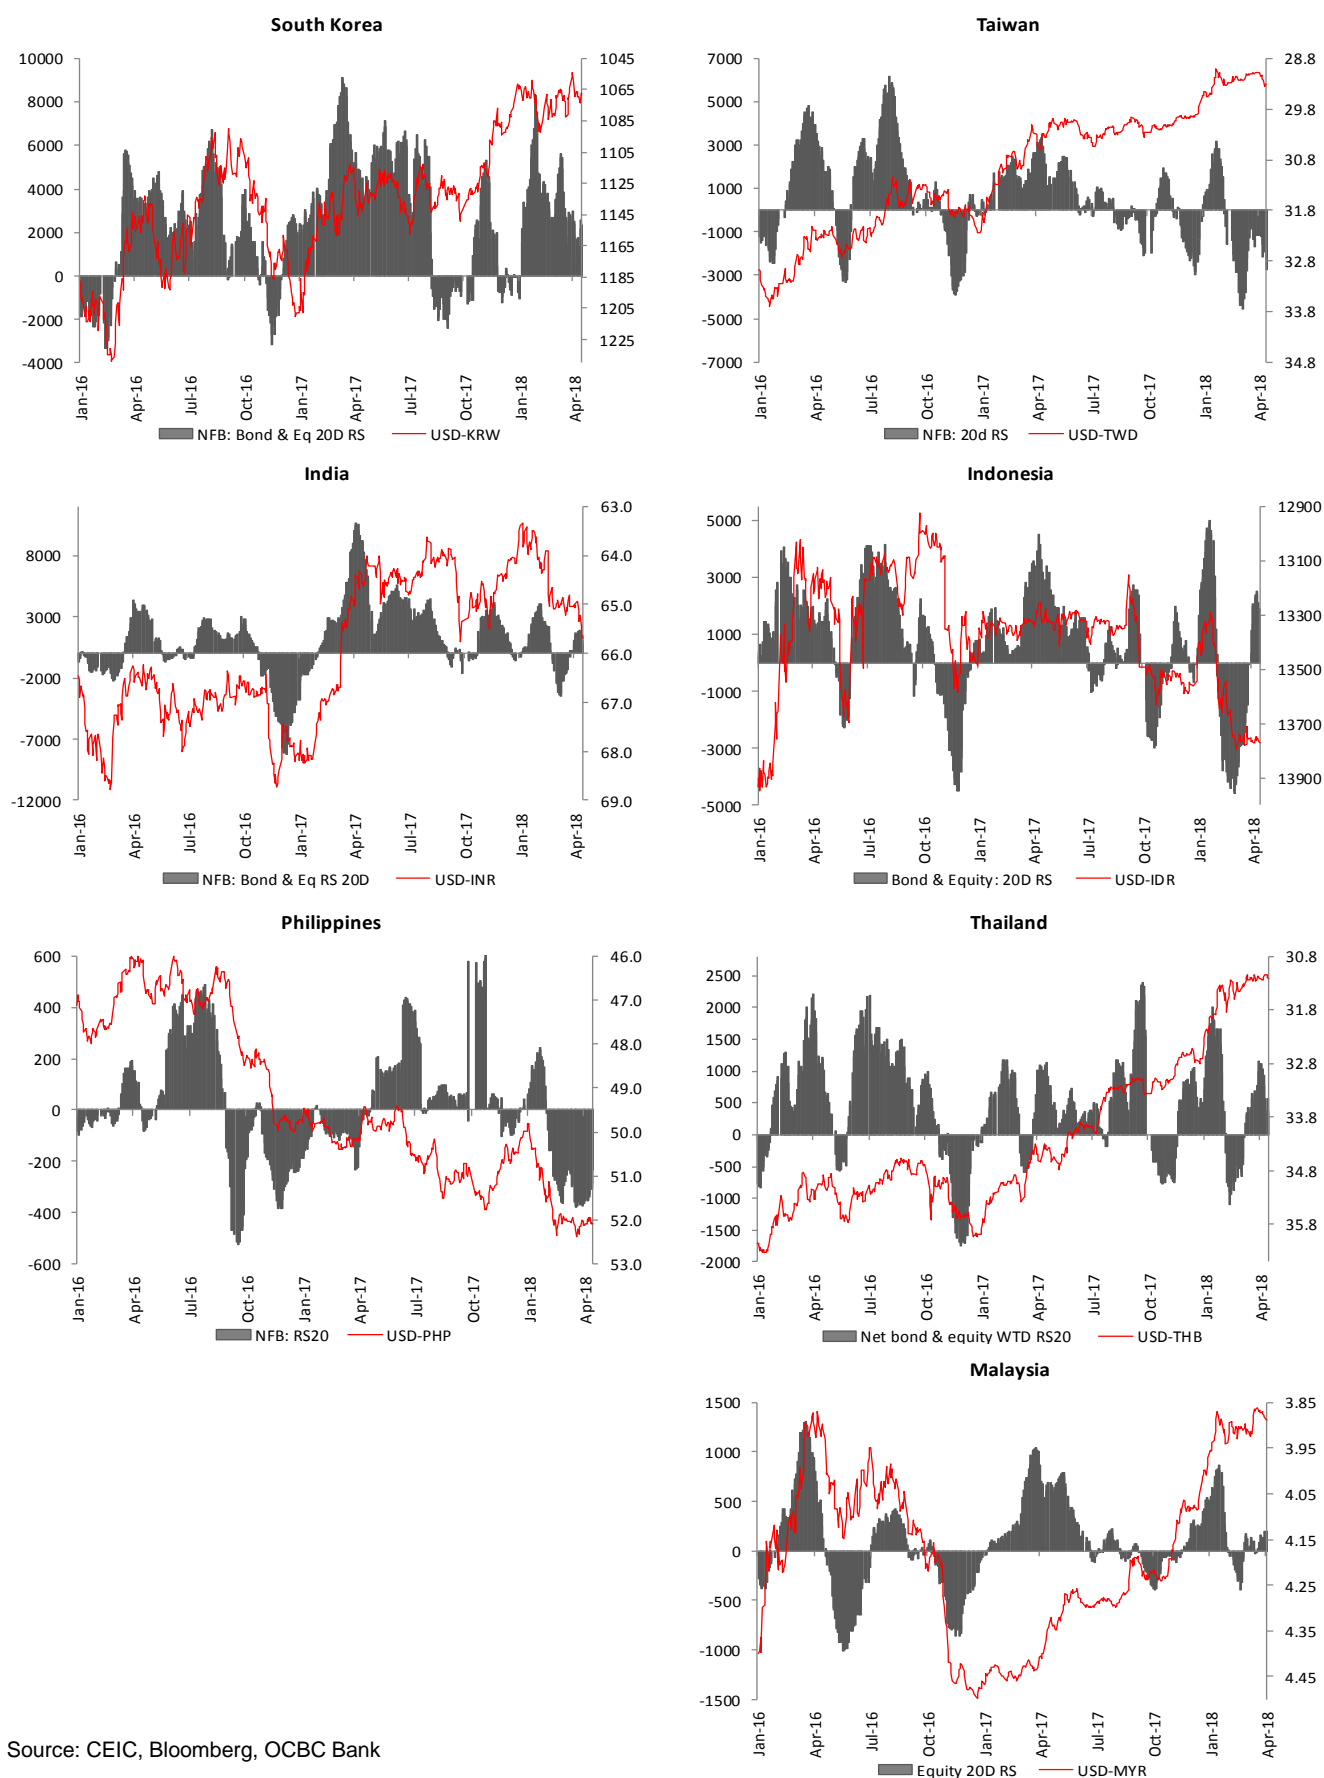 South Korea
10000
8000
6000
4000
2000
0
-2000
-4000
1045
1065
1085
1105
1125
1145
1165
1185
1205
1225
Jan-16
Apr-16
Jul-16
Oct-16
Jan-17
Apr-17
Jul-17
Oct-17
Jan-18
Apr-18
NFB: Bond & Eq 20D RS USD-KRW
Taiwan
7000
5000
3000
1000
-1000
-3000
-5000
-7000
28.8
29.8
30.8
31.8
32.8
33.8
34.8
Jan-16
Apr-16
Jul-16
Oct-16
Jan-17
Apr-17
Jul-17
Oct-17
Jan-18
Apr-18
NFB: 20d RS USD-TWD
India
8000
3000
-2000
-7000
-12000
63.0
64.0
65.0
66.0
67.0
68.0
69.0
Jan-16
Apr-16
Jul-16
Oct-16
Jan-17
Apr-17
Jul-17
Oct-17
Jan-18
Apr-18
NFB: Bond & Eq RS 20D USD-INR
Indonesia
5000
3000
1000
-1000
-3000
-5000
12900
13100
13300
13500
13700
13900
Jan-16
Apr-16
Jul-16
Oct-16
Jan-17
Apr-17
Jul-17
Oct-17
Jan-18
Apr-18
Bond & Equity: 20D RS USD-IDR
Philippines
600
400
200
0
-200
-400
-600
46.0
47.0
48.0
49.0
50.0
51.0
52.0
53.0
Jan-16
Apr-16
Jul-16
Oct-16
Jan-17
Apr-17
Jul-17
Oct-17
Jan-18
Apr-18
NFB: RS20 USD-PHP
Thailand
2500
2000
1500
1000
500
0
-500
-1000
-1500
-2000
30.8
31.8
32.8
33.8
34.8
35.8
Jan-16
Apr-16
Jul-16
Oct-16
Jan-17
Apr-17
Jul-17
Oct-17
Jan-18
Apr-18
Net bond & equity WTD RS20 USD-THB
Malaysia
1500
1000
500
0
-500
-1000
-1500
3.85
3.95
4.05
4.15
4.25
4.35
4.45
Jan-16
Apr-16
Jul-16
Oct-16
Jan-17
Apr-17
Jul-17
Oct-17
Jan-18
Apr-18
Equity 20D RS USD-MYR
Source: CEIC, Bloomberg, OCBC Bank